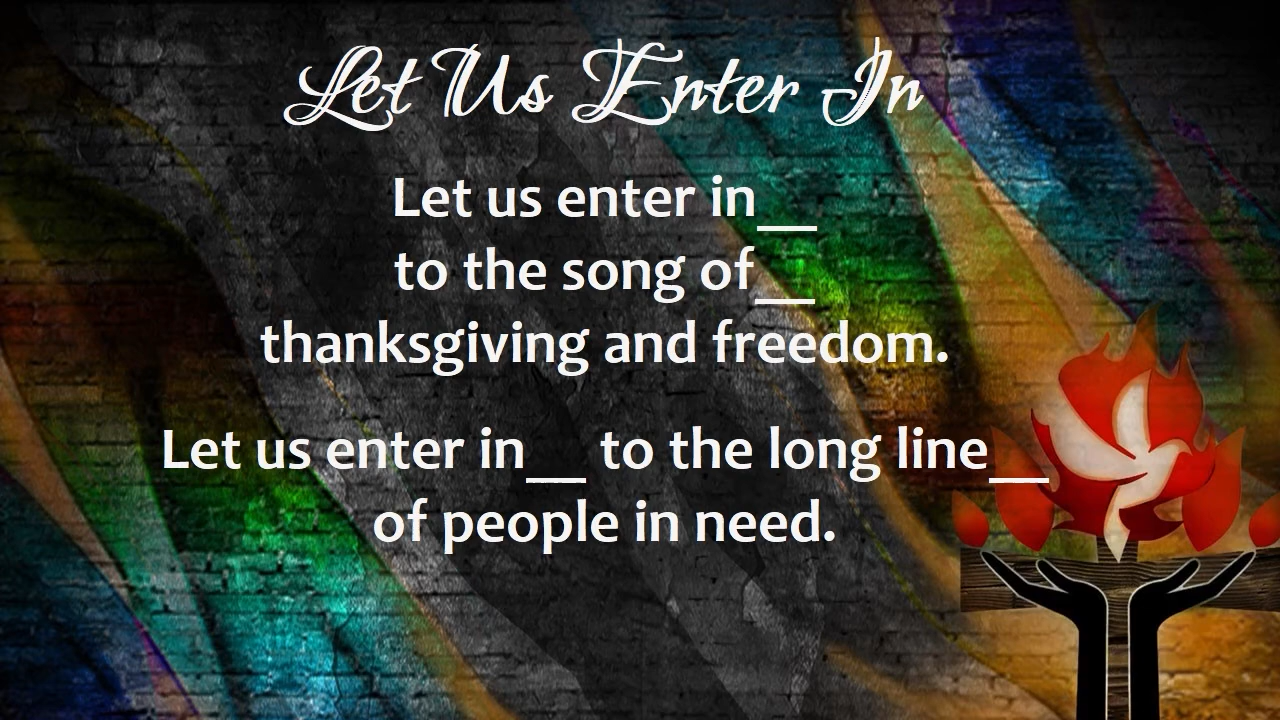 Let Us Enter In
Let us enter in__
to the song of__
thanksgiving and freedom.
Let us enter in__ to the long line__
of people in need.